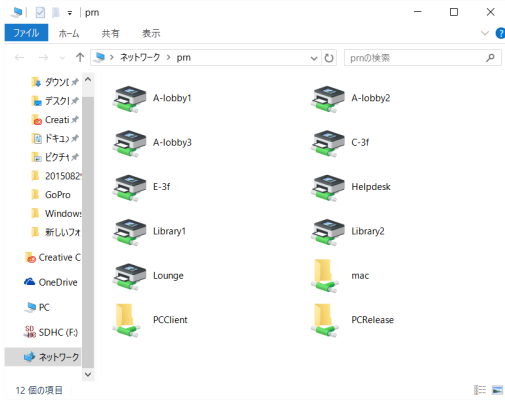 prn
ファイル ホーム 共有 表示
ネットワーク prn prnの検索
ダウンロ
デスクト
Creati
ドキュメ
ピクチャ
20150829
GoPro
Windows
新しいフォ
Creative C
OneDrive
PC
SDHC (F:)
ネットワーク
A-lobby1 A-lobby2
A-lobby3 C-3f
E-3f Helpdesk
Library1 Library2
Lounge mac
PCClient PCRelease
12 個の項目